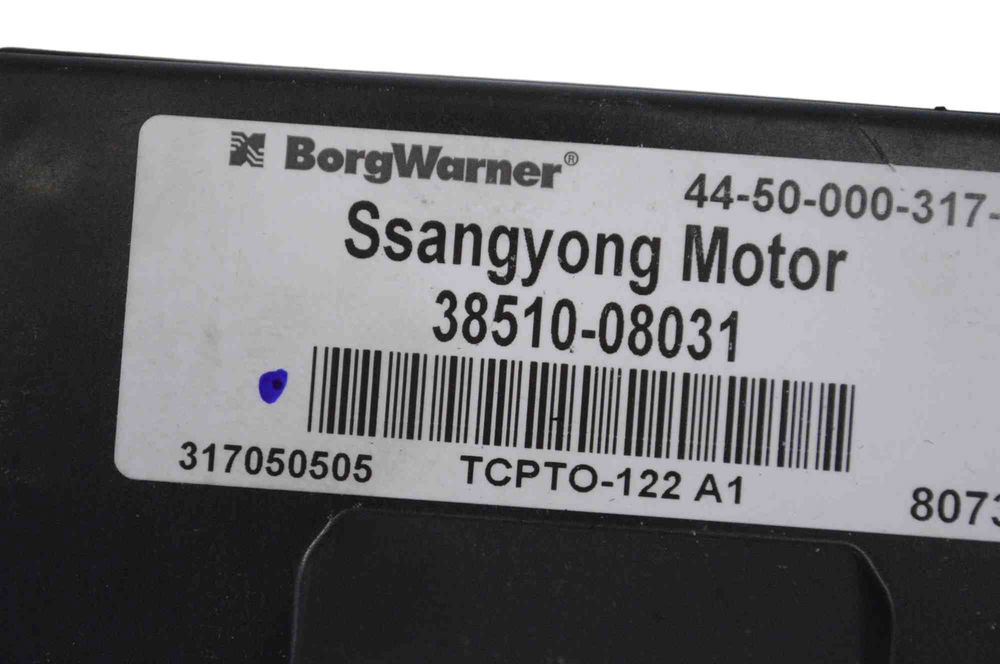 BorgWarner®
44-50-000-317-
Ssangyong Motor
38510-08031
317050505
TCPTO-122 A1
8073